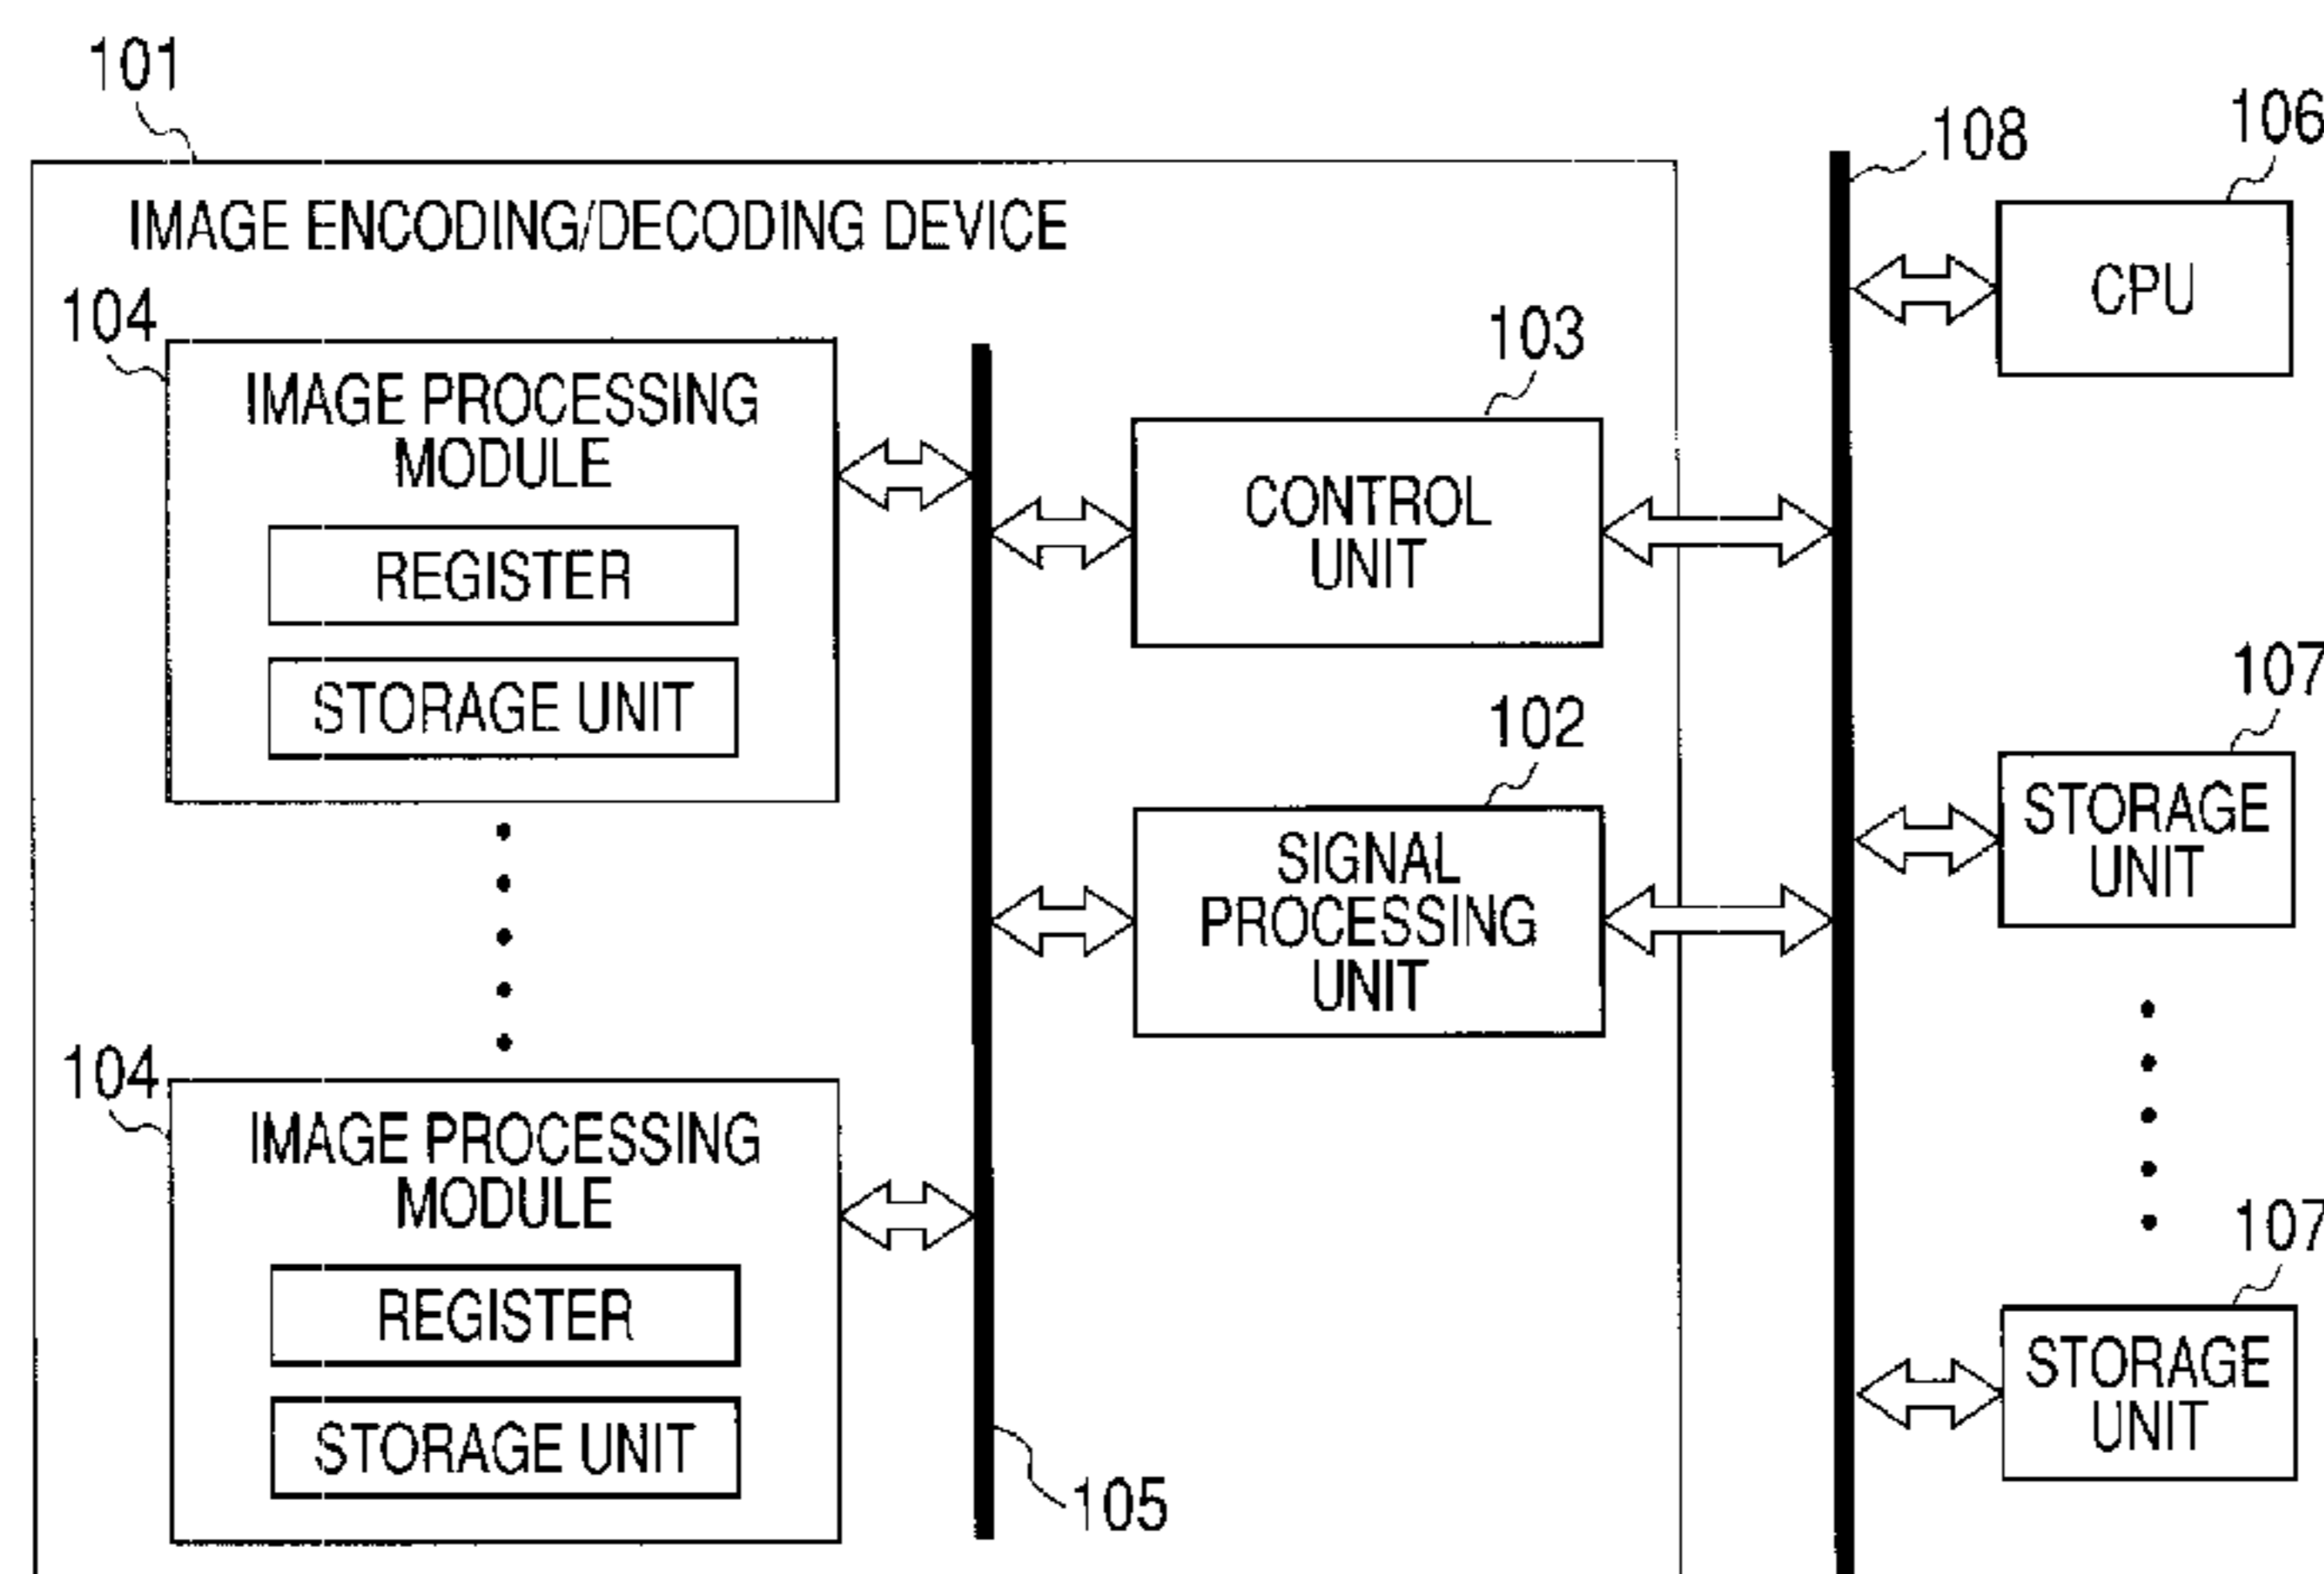 101
108
106
IMAGE ENCODING/DECODING DEVICE
CPU
104
103
IMAGE PROCESSING
MODULE
REGISTER
STORAGE UNIT
CONTROL
UNIT
102
SIGNAL
PROCESSING
UNIT
107
STORAGE
UNIT
104
IMAGE PROCESSING
MODULE
REGISTER
STORAGE UNIT
105
107
STORAGE
UNIT